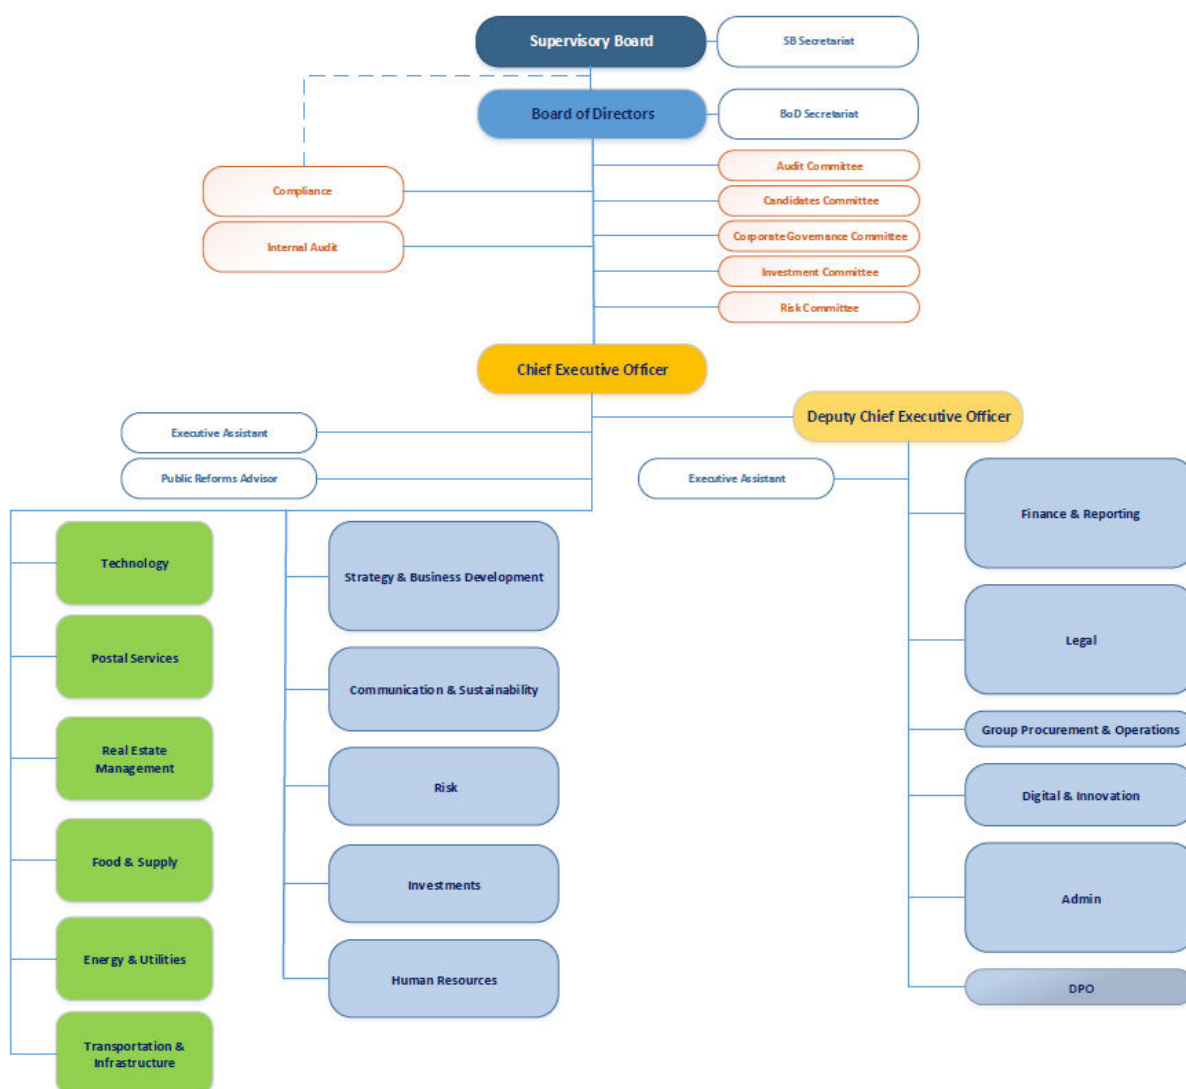 Supervisory Board
SB Secretariat
Board of Directors
BoD Secretariat
Audit Committee
Compliance
Candidates Committee
Corporate Governance Committee
Internal Audit
Investment Committee
Risk Committee
Chief Executive Officer
Deputy Chief Executive Officer
Executive Assistant
Public Reforms Advisor
Executive Assistant
Technology
Postal Services
Real Estate
Management
Food & Supply
Energy & Utilities
Transportation &
Infrastructure
Strategy & Business Development
Communication & Sustainability
Risk
Investments
Human Resources
Finance & Reporting
Legal
Group Procurement & Operations
Digital & Innovation
Admin
DPO